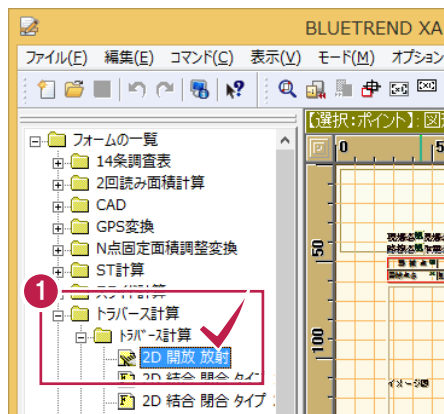 BLUETREND XA
ファイル(F) 編集(E) コマンド(C) 表示(V) モード(M) オプション
【選択:ポイント】: 図形
フォームの一覧
14条調査表
2回読み面積計算
CAD
GPS変換
N点固定面積調整変換
ST計算
トラバース計算
トラバース計算
2D 開放 放射
2D 結合 閉合 タイ
2D 結合 閉合 タイプ
1
0
50
100
イメージ図